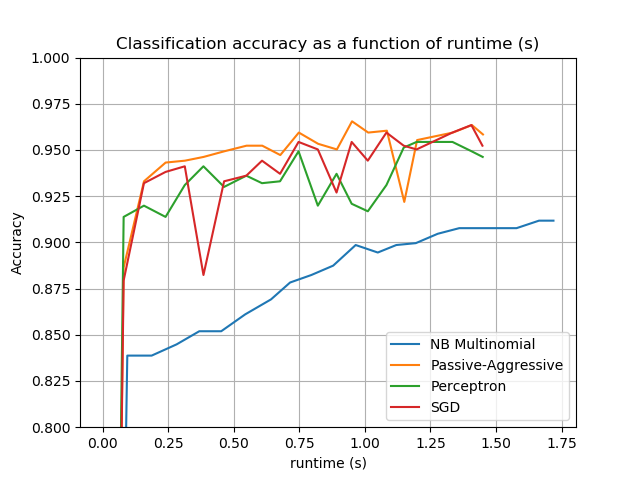 Classification accuracy as a function of runtime (s)
1.000
0.975
0.950
0.925
0.900
0.875
0.850
0.825
0.800
Accuracy
NB Multinomial
Passive-Aggressive
Perceptron
SGD
0.00 0.25 0.50 0.75 1.00 1.25 1.50 1.75
runtime (s)